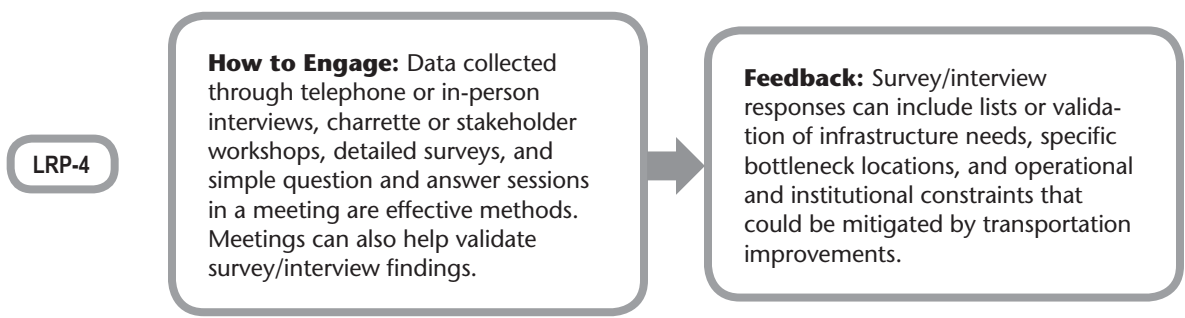 LRP-4
How to Engage: Data collected
through telephone or in-person
interviews, charrette or stakeholder
workshops, detailed surveys, and
simple question and answer sessions
in a meeting are effective methods.
Meetings can also help validate
survey/interview findings.
Feedback: Survey/interview
responses can include lists or valida-
tion of infrastructure needs, specific
bottleneck locations, and operational
and institutional constraints that
could be mitigated by transportation
improvements.